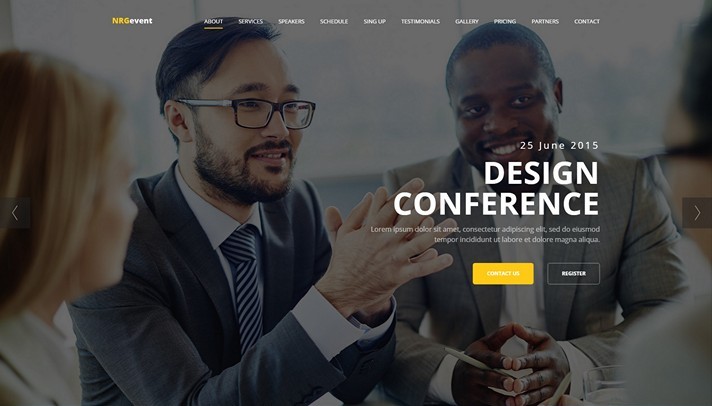 NRGevent
ABOUT SERVICES SPEAKERS SCHEDULE SING UP TESTIMONIALS GALLERY PRICING PARTNERS CONTACT
25 June 2015
DESIGN
CONFERENCE
Lorem ipsum dolor sit amet, consectetur adipiscing elit, sed do eiusmod
tempor incididunt ut labore et dolore magna aliqua.
CONTACT US REGISTER